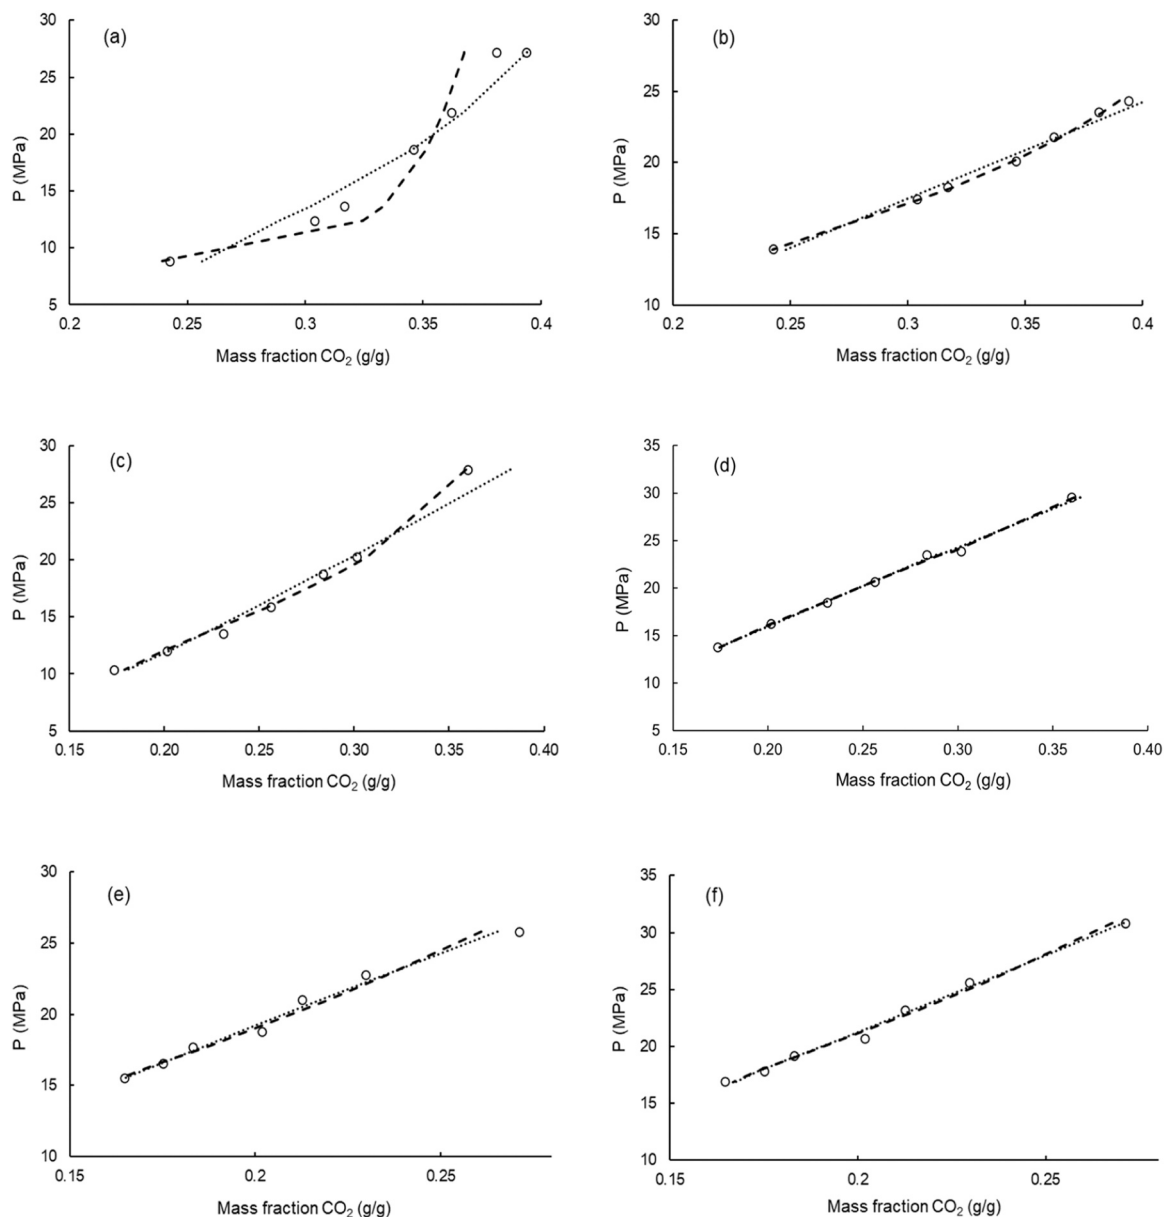 (a)
30
25
20
15
10
5
P (MPa)
0.2 0.25 0.3 0.35 0.4
Mass fraction CO₂ (g/g)
(b)
30
25
20
15
10
P (MPa)
0.2 0.25 0.3 0.35 0.4
Mass fraction CO₂ (g/g)
(c)
30
25
20
15
10
5
P (MPa)
0.15 0.20 0.25 0.30 0.35 0.40
Mass fraction CO₂ (g/g)
(d)
35
30
25
20
15
10
5
P (MPa)
0.15 0.20 0.25 0.30 0.35 0.40
Mass fraction CO₂ (g/g)
(e)
30
25
20
15
10
P (MPa)
0.15 0.2 0.25
Mass fraction CO₂ (g/g)
(f)
35
30
25
20
15
10
P (MPa)
0.15 0.2 0.25
Mass fraction CO₂ (g/g)